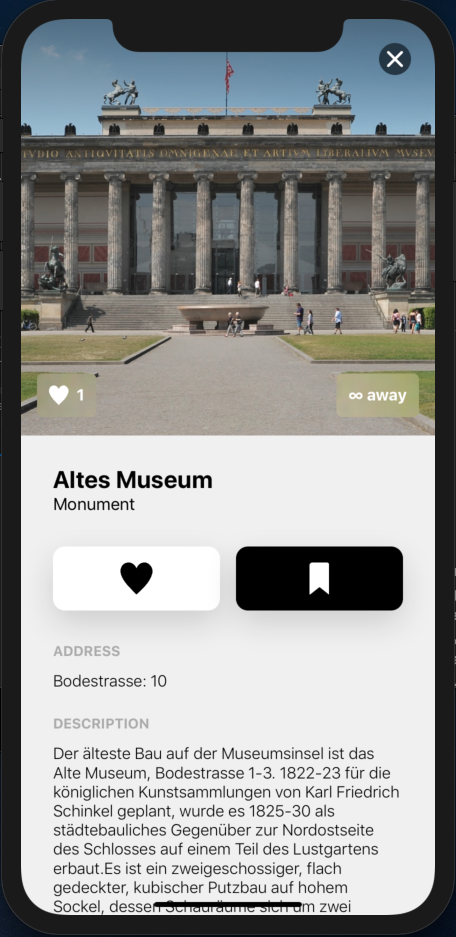 TVDIO ANTIQVITATIS OMNIGENAE ET ARTIVM LIBERALIVM MVSEV
1
∞ away
Altes Museum
Monument
ADDRESS
Bodestrasse: 10
DESCRIPTION
Der älteste Bau auf der Museumsinsel ist das
Alte Museum, Bodestrasse 1-3. 1822-23 für die
königlichen Kunstsammlungen von Karl Friedrich
Schinkel geplant, wurde es 1825-30 als
städtebauliches Gegenüber zur Nordostseite
des Schlosses auf einem Teil des Lustgartens
erbaut.Es ist ein zweigeschossiger, flach
gedeckter, kubischer Putzbau auf hohem
Sockel, dessen Schauräume sich um zwei